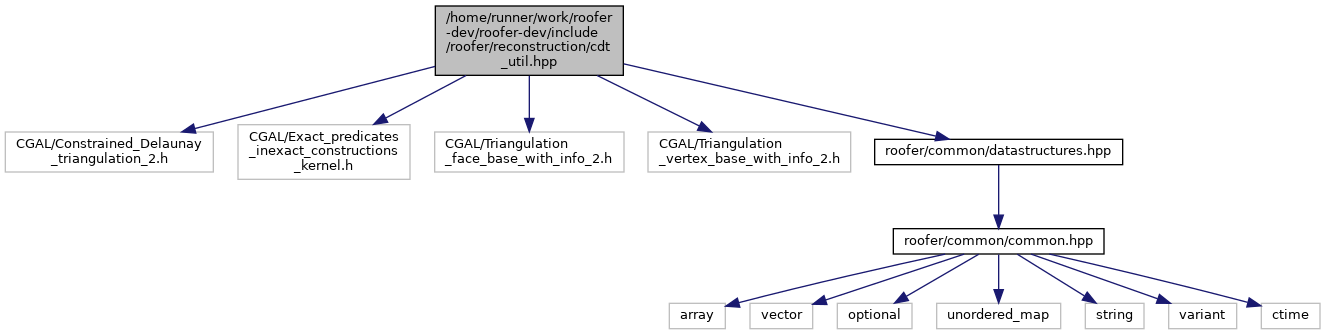 /home/runner/work/roofer
-dev/roofer-dev/include
/roofer/reconstruction/cdt
_util.hpp
CGAL/Constrained_Delaunay
_triangulation_2.h
CGAL/Exact_predicates
_inexact_constructions
_kernel.h
CGAL/Triangulation
_face_base_with_info_2.h
CGAL/Triangulation
_vertex_base_with_info_2.h
roofer/common/datastructures.hpp
roofer/common/common.hpp
array
vector
optional
unordered_map
string
variant
ctime